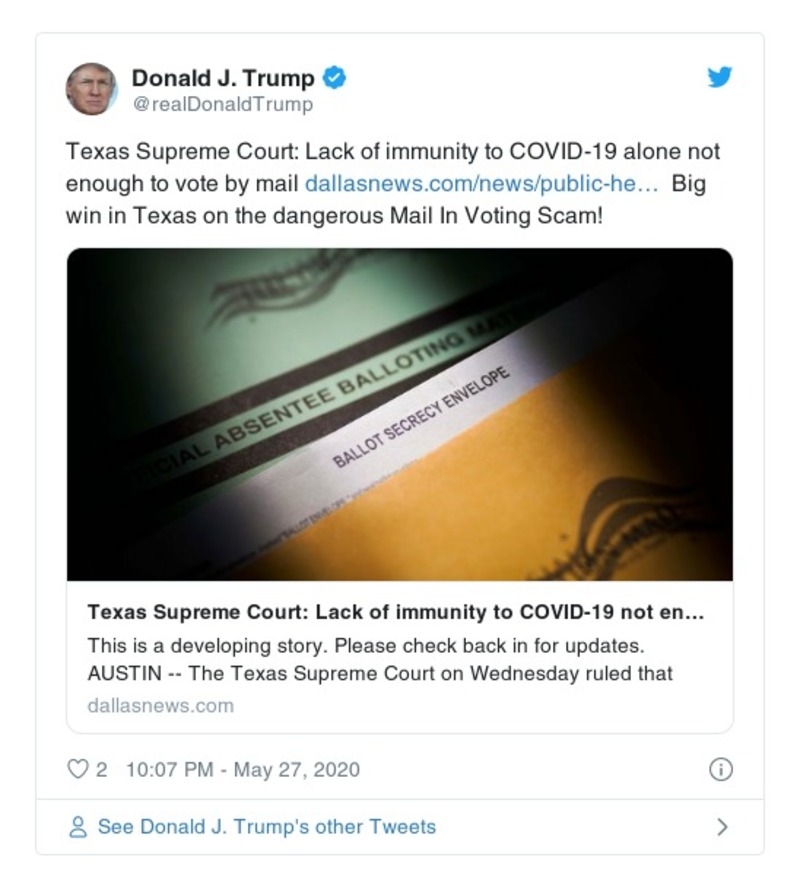 Donald J. Trump
@realDonaldTrump
Texas Supreme Court: Lack of immunity to COVID-19 alone not
enough to vote by mail dallasnews.com/news/public-he… Big
win in Texas on the dangerous Mail In Voting Scam!
ABSENTEE BALLOTING
BALLOT SECRECY ENVELOPE
MAIL
Texas Supreme Court: Lack of immunity to COVID-19 not en...
This is a developing story. Please check back in for updates.
AUSTIN -- The Texas Supreme Court on Wednesday ruled that
dallasnews.com
2 10:07 PM - May 27, 2020
See Donald J. Trump's other Tweets